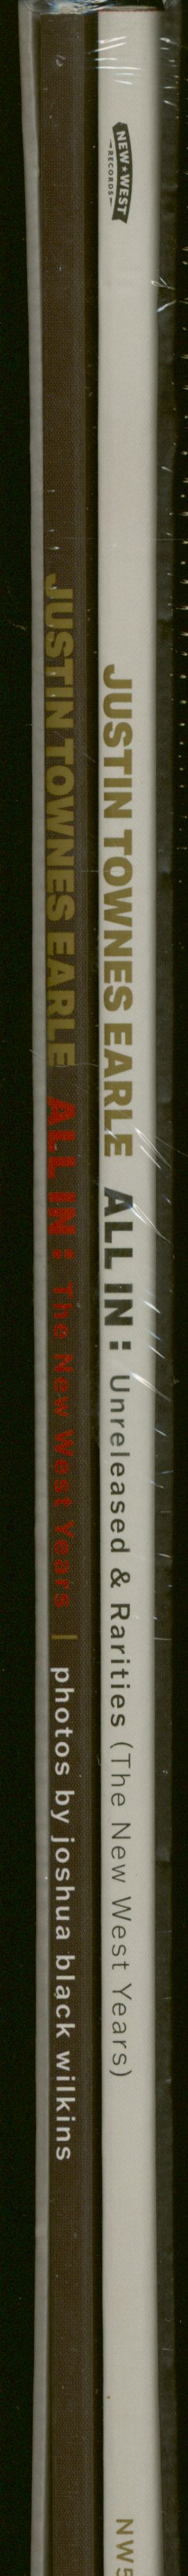 NEW WEST
RECORDS
JUSTIN TOWNES EARLE ALL IN: Unreleased & Rarities (The New West Years)
NW5
JUSTIN TOWNES EARLE ALL IN: The New West Years | photos by joshua black wilkins